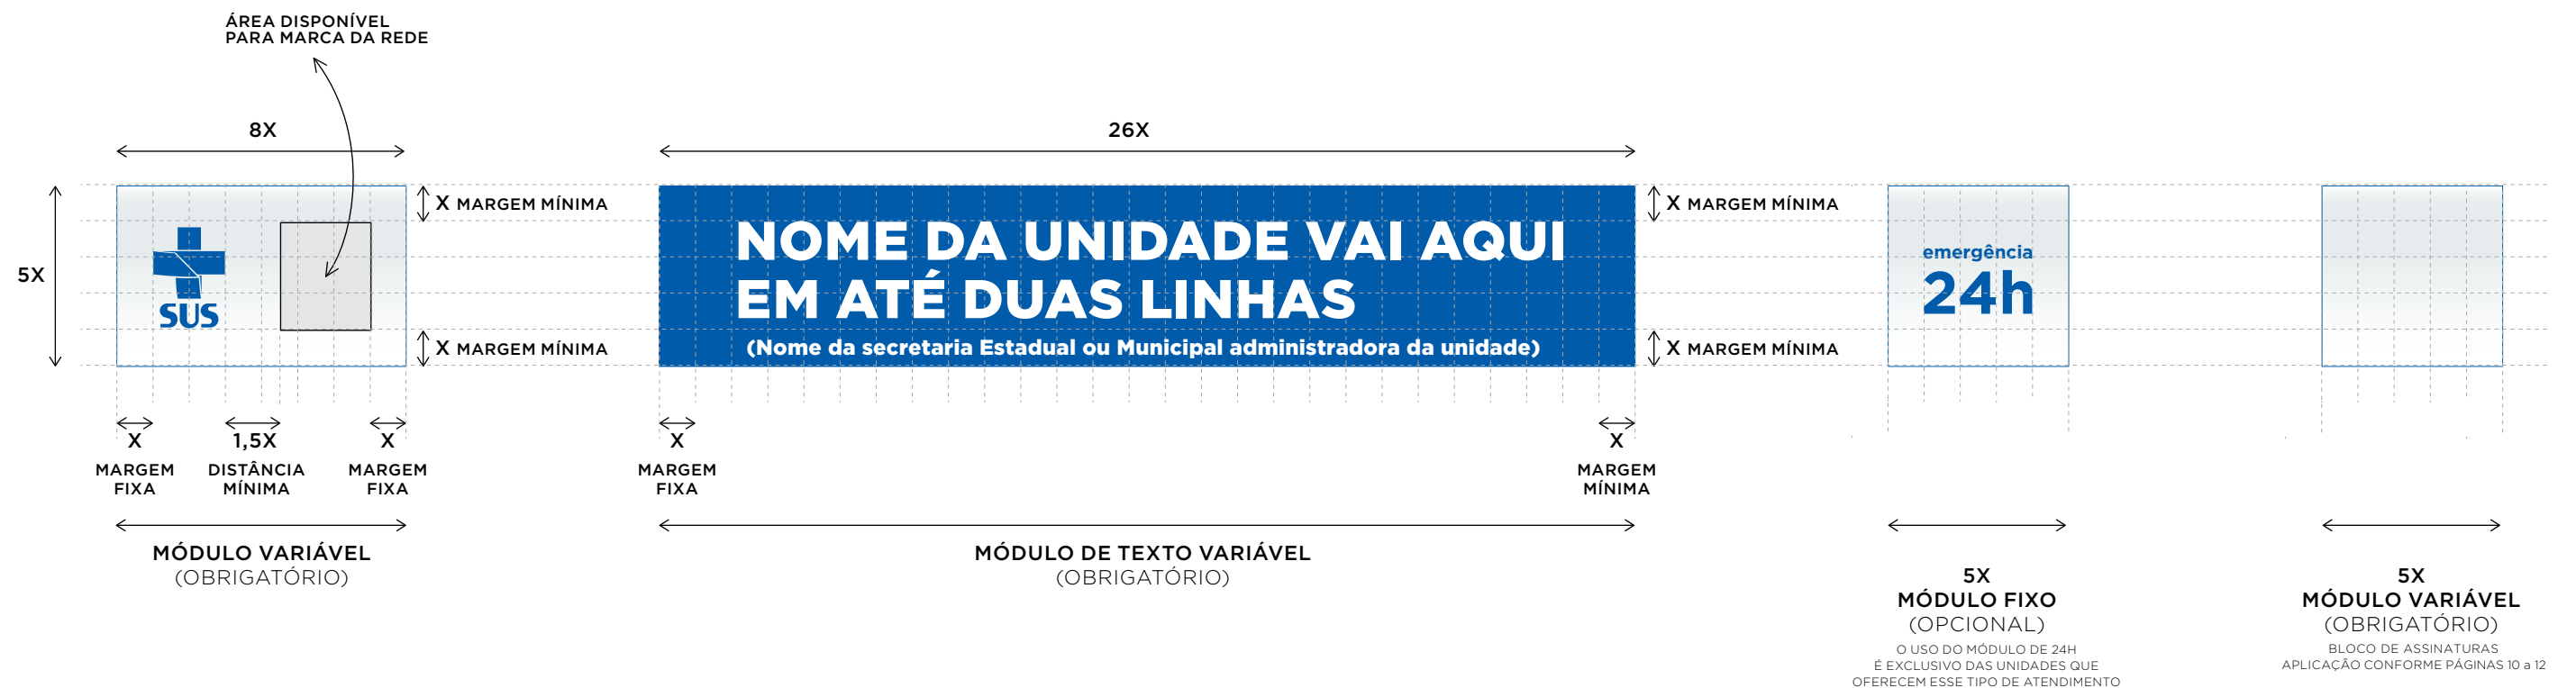 ÁREA DISPONÍVEL
PARA MARCA DA REDE
8X
26X
5X
X MARGEM MÍNIMA
X MARGEM MÍNIMA
SUS
NOME DA UNIDADE VAI AQUI
EM ATÉ DUAS LINHAS
(Nome da secretaria Estadual ou Municipal administradora da unidade)
X MARGEM MÍNIMA
X MARGEM MÍNIMA
emergência
24h
X
MARGEM
FIXA
1,5X
DISTÂNCIA
MÍNIMA
X
MARGEM
FIXA
X
MARGEM
FIXA
X
MARGEM
MÍNIMA
MÓDULO VARIÁVEL
(OBRIGATÓRIO)
MÓDULO DE TEXTO VARIÁVEL
(OBRIGATÓRIO)
5X
MÓDULO FIXO
(OPCIONAL)
O USO DO MÓDULO DE 24H
É EXCLUSIVO DAS UNIDADES QUE
OFERECEM ESSE TIPO DE ATENDIMENTO
5X
MÓDULO VARIÁVEL
(OBRIGATÓRIO)
BLOCO DE ASSINATURAS
APLICAÇÃO CONFORME PÁGINAS 10 a 12